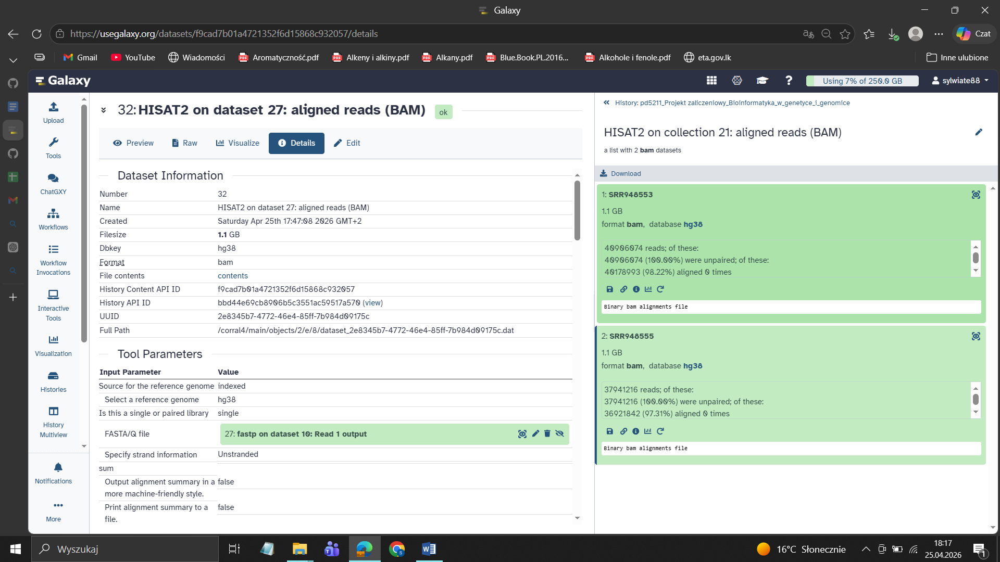 Galaxy
https://usegalaxy.org/datasets/f9cad7b01a4721352f6d15868c932057/details
Czat
Gmail
YouTube
Wiadomości
Aromatyczność.pdf
Alkeny i alkiny.pdf
Alkany.pdf
Blue.Book.PL.2016...
Alkohole i fenole.pdf
eta.gov.lk
Inne ulubione
Galaxy
Using 7% of 250.0 GB
sylwiate88
Upload
Tools
ChatGXY
Workflows
Workflow
Invocations
Interactive
Tools
Visualization
Histories
History
Multiview
Notifications
More
32: HISAT2 on dataset 27: aligned reads (BAM) ok
Preview Raw Visualize Details Edit
Dataset Information
Number 32
Name HISAT2 on dataset 27: aligned reads (BAM)
Created Saturday Apr 25th 17:47:08 2026 GMT+2
Filesize 1.1 GB
Dbkey hg38
Format bam
File contents contents
History Content API ID f9cad7b01a4721352f6d15868c932057
History API ID bbd44e69cb8906b5c3551ac59517a570 (view)
UUID 2e8345b7-4772-46e4-85ff-7b984d09175c
Full Path /corral4/main/objects/2/e/8/dataset_2e8345b7-4772-46e4-85ff-7b984d09175c.dat
Tool Parameters
Input Parameter Value
Source for the reference genome indexed
Select a reference genome hg38
Is this a single or paired library single
FASTA/Q file 27: fastp on dataset 10: Read 1 output
Specify strand information Unstranded
sum
Output alignment summary in a false
more machine-friendly style.
Print alignment summary to a false
file.
History: pd5211_Projekt zaliczeniowy_Bioinformatyka_w_genetyce_i_genomice
HISAT2 on collection 21: aligned reads (BAM)
a list with 2 bam datasets
Download
1: SRR948553
1.1 GB
format bam, database hg38
40906074 reads; of these:
40906074 (100.00%) were unpaired; of these:
40178993 (98.22%) aligned 0 times
Binary bam alignments file
2: SRR948555
1.1 GB
format bam, database hg38
37941216 reads; of these:
37941216 (100.00%) were unpaired; of these:
36921842 (97.31%) aligned 0 times
Binary bam alignments file
Wyszukaj
16°C Słonecznie
18:17
25.04.2026
1